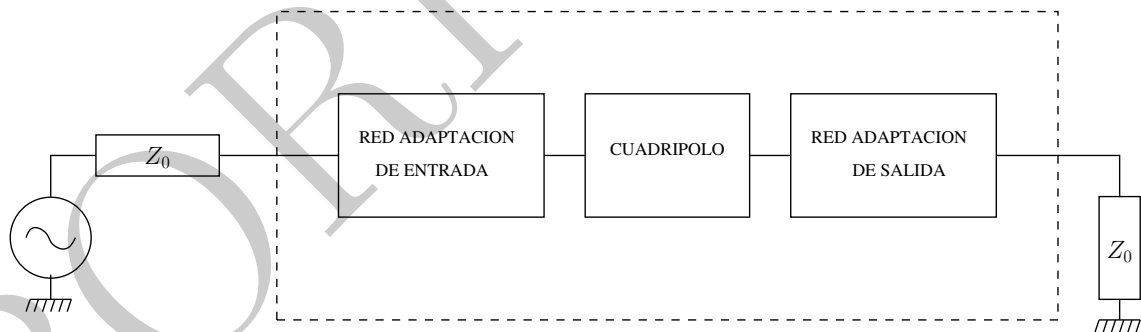 RED ADAPTACION
DE ENTRADA
CUADRIPOLO
RED ADAPTACION
DE SALIDA
Z₀
Z₀